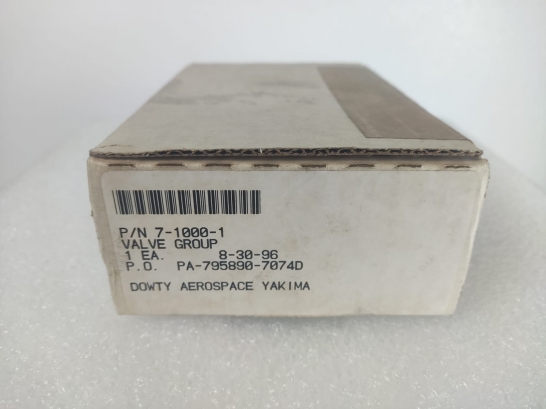 P/N 7-1000-1
VALVE GROUP
1 EA. 8-30-96
P.O. PA-795890-7074D
DOWTY AEROSPACE YAKIMA